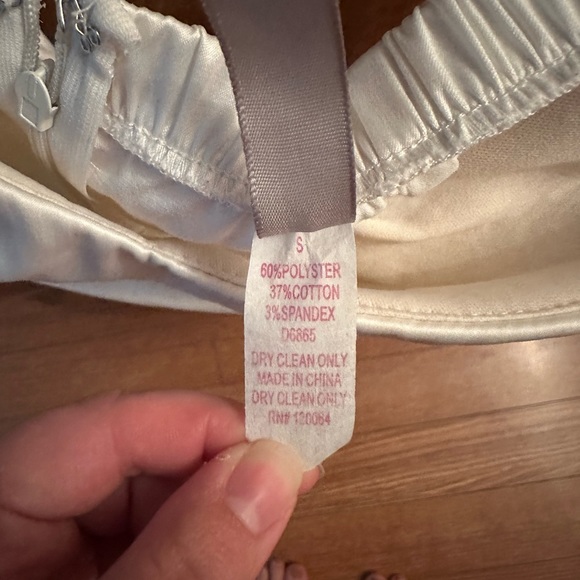 S
60%POLYSTER
37%COTTON
3%SPANDEX
D6865
DRY CLEAN ONLY
MADE IN CHINA
DRY CLEAN ONLY
RN# 120064